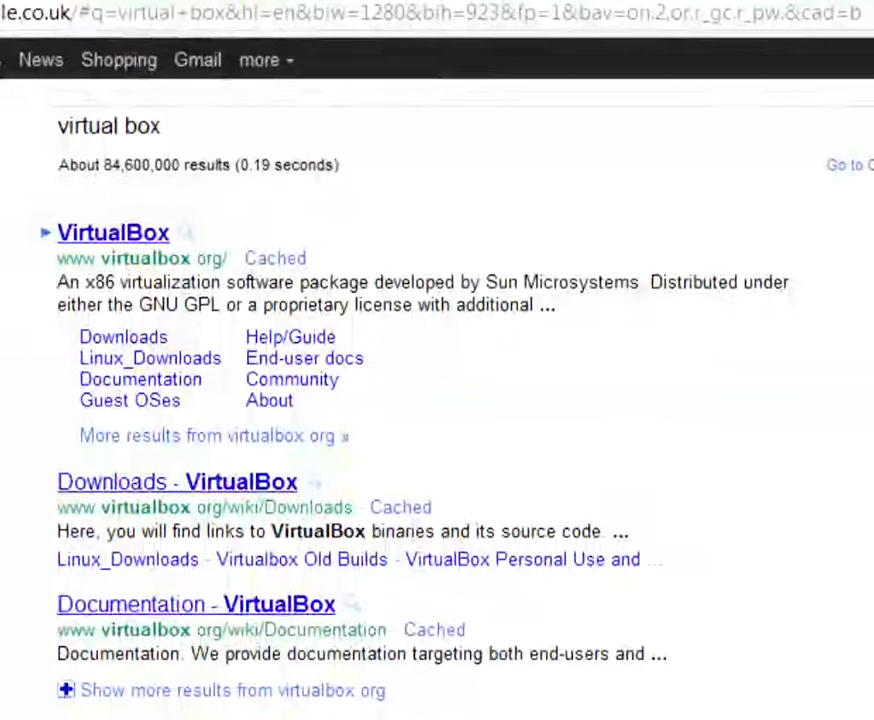 le.co.uk/#q=virtual+box&hl=en&biw=1280&bih=923&fp=1&bav=on.2,or.r_gc.r_pw.&cad=b
News Shopping Gmail more
virtual box
About 84,600,000 results (0.19 seconds)
Go to
VirtualBox
www virtualbox org/ Cached
An x86 virtualization software package developed by Sun Microsystems Distributed under
either the GNU GPL or a proprietary license with additional ...
Downloads Help/Guide
Linux_Downloads End-user docs
Documentation Community
Guest OSes About
More results from virtualbox org »
Downloads - VirtualBox
www virtualbox org/wiki/Downloads - Cached
Here, you will find links to VirtualBox binaries and its source code. ...
Linux_Downloads - Virtualbox Old Builds - VirtualBox Personal Use and ...
Documentation - VirtualBox
www virtualbox org/wiki/Documentation - Cached
Documentation. We provide documentation targeting both end-users and ...
Show more results from virtualbox org